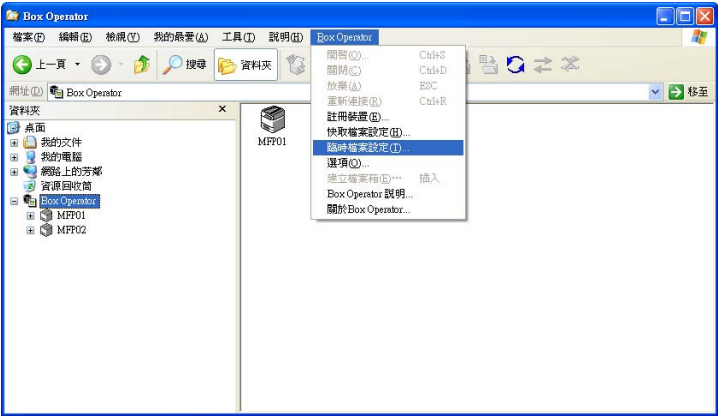 Box Operator
檔案(F) 編輯(E) 檢視(V) 我的最愛(A) 工具(T) 說明(H) Box Operator
上一頁 搜尋 資料夾
網址(D) Box Operator 移至
資料夾
桌面
我的文件
我的電腦
網路上的芳鄰
資源回收筒
Box Operator
MFP01
MFP02
MFP01
開啓(O)... Ctrl+S
關閉(C) Ctrl+D
放棄(A) ESC
重新連接(R) Ctrl+R
註冊裝置(E)...
快取檔案設定(H)...
臨時檔案設定(T)...
選項(O)...
建立檔案箱(E)… 插入
Box Operator 說明...
關於Box Operator...